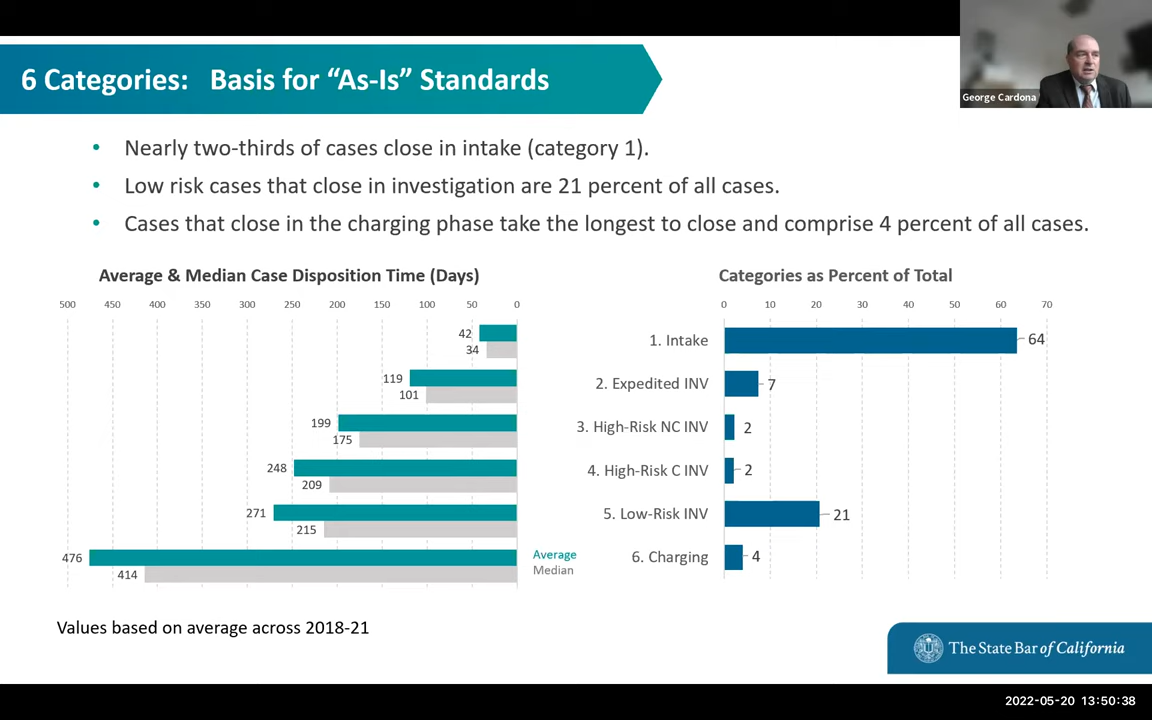 6 Categories: Basis for “As-Is” Standards
George Cardona
• Nearly two-thirds of cases close in intake (category 1).
• Low risk cases that close in investigation are 21 percent of all cases.
• Cases that close in the charging phase take the longest to close and comprise 4 percent of all cases.
Average & Median Case Disposition Time (Days)
500 450 400 350 300 250 200 150 100 50 0
42
34
119
101
199
175
248
209
271
215
476
414
Average
Median
Categories as Percent of Total
0 10 20 30 40 50 60 70
1. Intake 64
2. Expedited INV 7
3. High-Risk NC INV 2
4. High-Risk C INV 2
5. Low-Risk INV 21
6. Charging 4
Values based on average across 2018-21
The State Bar of California
2022-05-20 13:50:38